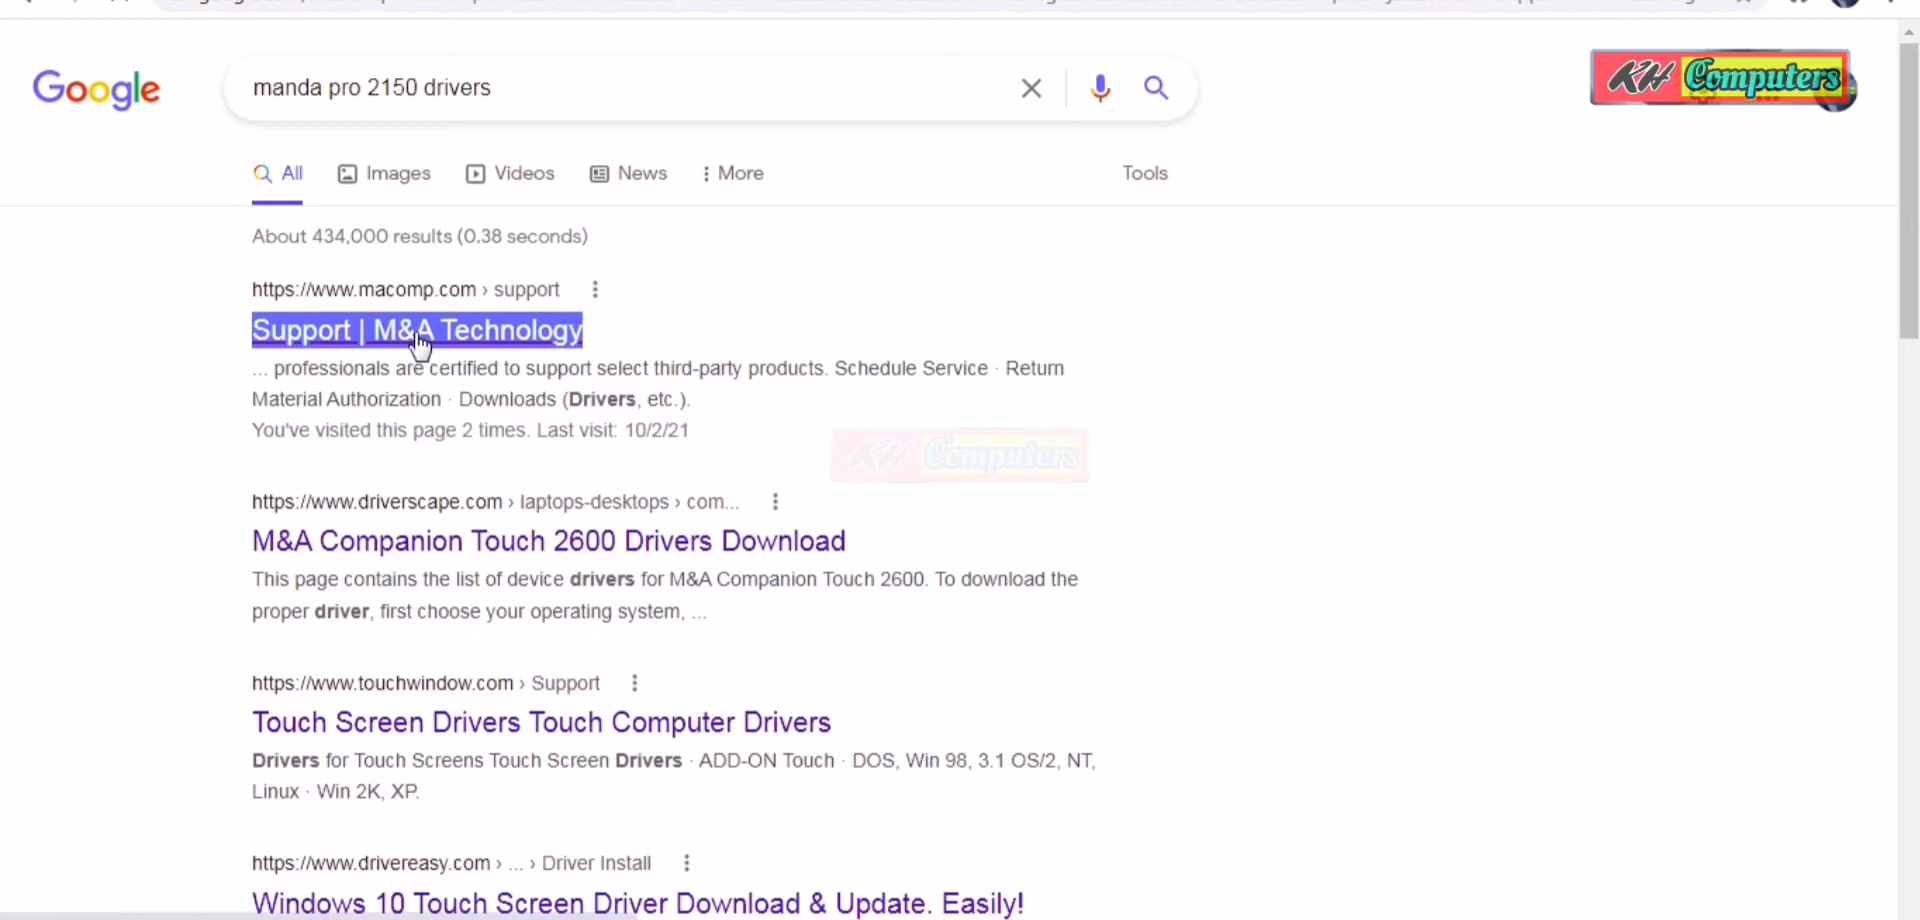 Google
manda pro 2150 drivers
KH Computers
All Images Videos News More Tools
About 434,000 results (0.38 seconds)
https://www.macomp.com › support
Support | M&A Technology
... professionals are certified to support select third-party products. Schedule Service · Return
Material Authorization · Downloads (Drivers, etc.).
You've visited this page 2 times. Last visit: 10/2/21
KH Computers
https://www.driverscape.com › laptops-desktops › com...
M&A Companion Touch 2600 Drivers Download
This page contains the list of device drivers for M&A Companion Touch 2600. To download the
proper driver, first choose your operating system, ...
https://www.touchwindow.com › Support
Touch Screen Drivers Touch Computer Drivers
Drivers for Touch Screens Touch Screen Drivers · ADD-ON Touch · DOS, Win 98, 3.1 OS/2, NT,
Linux · Win 2K, XP.
https://www.drivereasy.com › ... › Driver Install
Windows 10 Touch Screen Driver Download & Update. Easily!